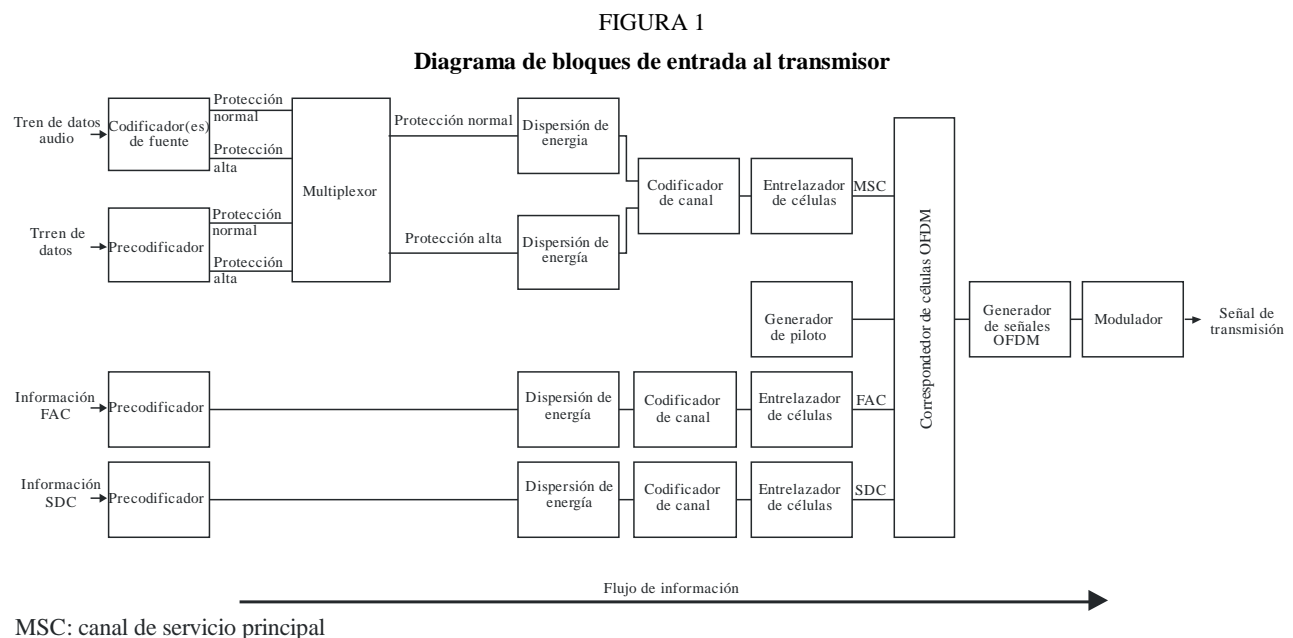 FIGURA 1
Diagrama de bloques de entrada al transmisor
Tren de datos
audio
Codificador(es)
de fuente
Protección
normal
Protección
alta
Multiplexor
Protección normal
Dispersión de
energia
Codificador
de canal
Entrelazador
de células
MSC
Trren de
datos
Precodificador
Protección
normal
Protección
alta
Protección alta
Dispersión de
energía
Generador
de piloto
Correspondedor de células OFDM
Generador
de señales
OFDM
Modulador
Señal de
transmisión
Información
FAC
Precodificador
Dispersión de
energía
Codificador
de canal
Entrelazador
de células
FAC
Información
SDC
Precodificador
Dispersión de
energía
Codificador
de canal
Entrelazador
de células
SDC
Flujo de información
MSC: canal de servicio principal